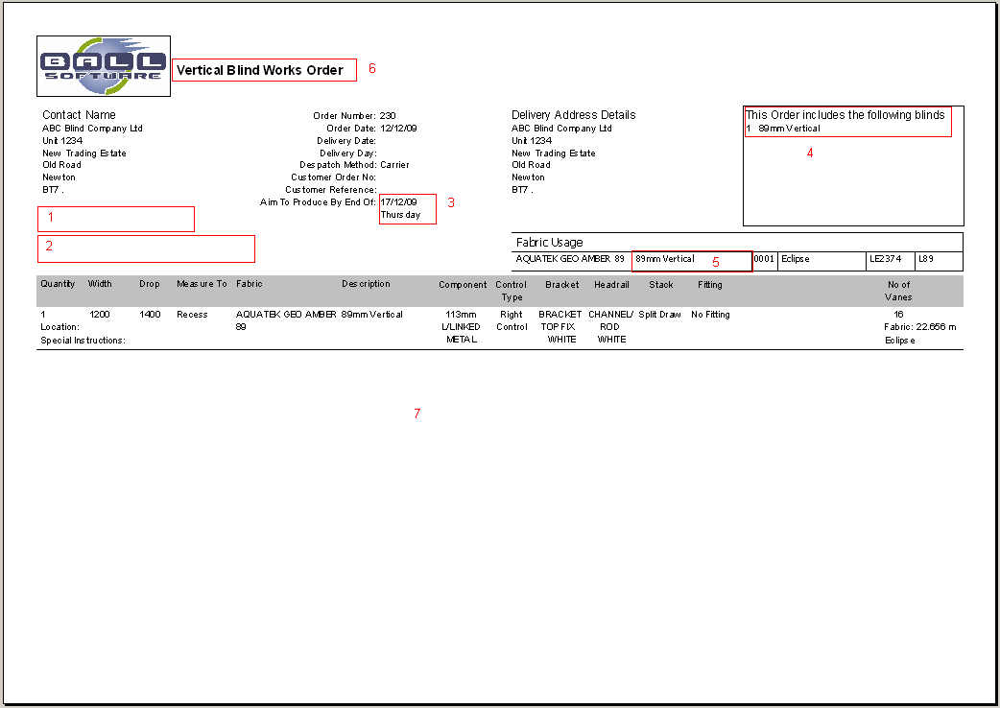 BALL
SOFTWARE
Vertical Blind Works Order
6
Contact Name
ABC Blind Company Ltd
Unit 1234
New Trading Estate
Old Road
Newton
BT7 .
1
2
Order Number: 230
Order Date: 12/12/09
Delivery Date:
Delivery Day:
Despatch Method: Carrier
Customer Order No:
Customer Reference:
Aim To Produce By End Of: 17/12/09
Thursday
3
Delivery Address Details
ABC Blind Company Ltd
Unit 1234
New Trading Estate
Old Road
Newton
BT7 .
This Order includes the following blinds
1 89mm Vertical
4
Fabric Usage
AQUATEK GEO AMBER 89 89mm Vertical 5 0001 Eclipse LE2374 L89
Quantity Width Drop Measure To Fabric Description Component Control Bracket Headrail Stack Fitting No of
Type Vanes
1 1200 1400 Recess AQUATEK GEO AMBER 89mm Vertical 113mm Right BRACKET CHANNEL/ Split Draw No Fitting 16
Location: 89 L/LINKED Control TOP FIX ROD Fabric: 22.656 m
Special Instructions: METAL WHITE WHITE Eclipse
7